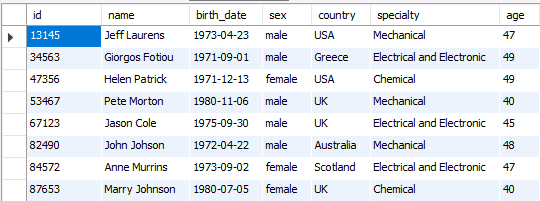 id name birth_date sex country specialty age
13145 Jeff Laurens 1973-04-23 male USA Mechanical 47
34563 Giorgos Fotiou 1971-09-01 male Greece Electrical and Electronic 49
47356 Helen Patrick 1971-12-13 female USA Chemical 49
53467 Pete Morton 1980-11-06 male UK Mechanical 40
67123 Jason Cole 1975-09-30 male UK Electrical and Electronic 45
82490 John Johson 1972-04-22 male Australia Mechanical 48
84572 Anne Murrins 1973-09-02 female Scotland Electrical and Electronic 47
87653 Marry Johnson 1980-07-05 female UK Chemical 40